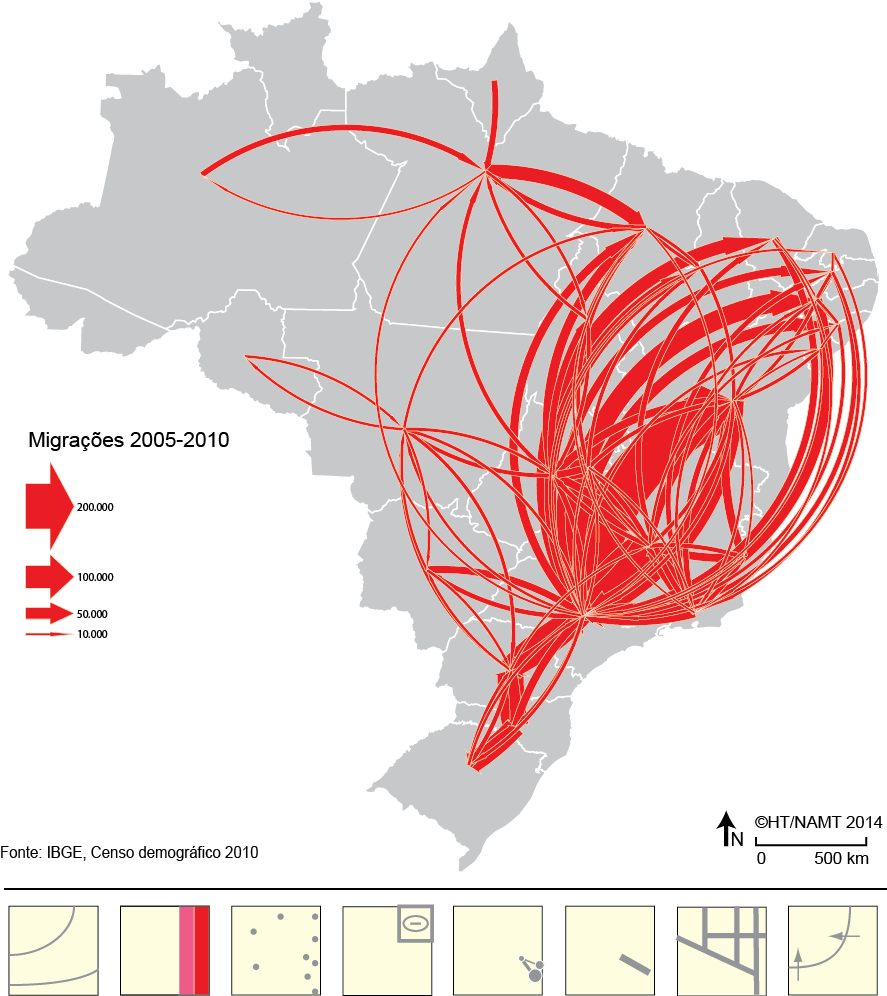 Migrações 2005-2010
200.000
100.000
50.000
10.000
©HT/NAMT 2014
N
0 500 km
Fonte: IBGE, Censo demográfico 2010